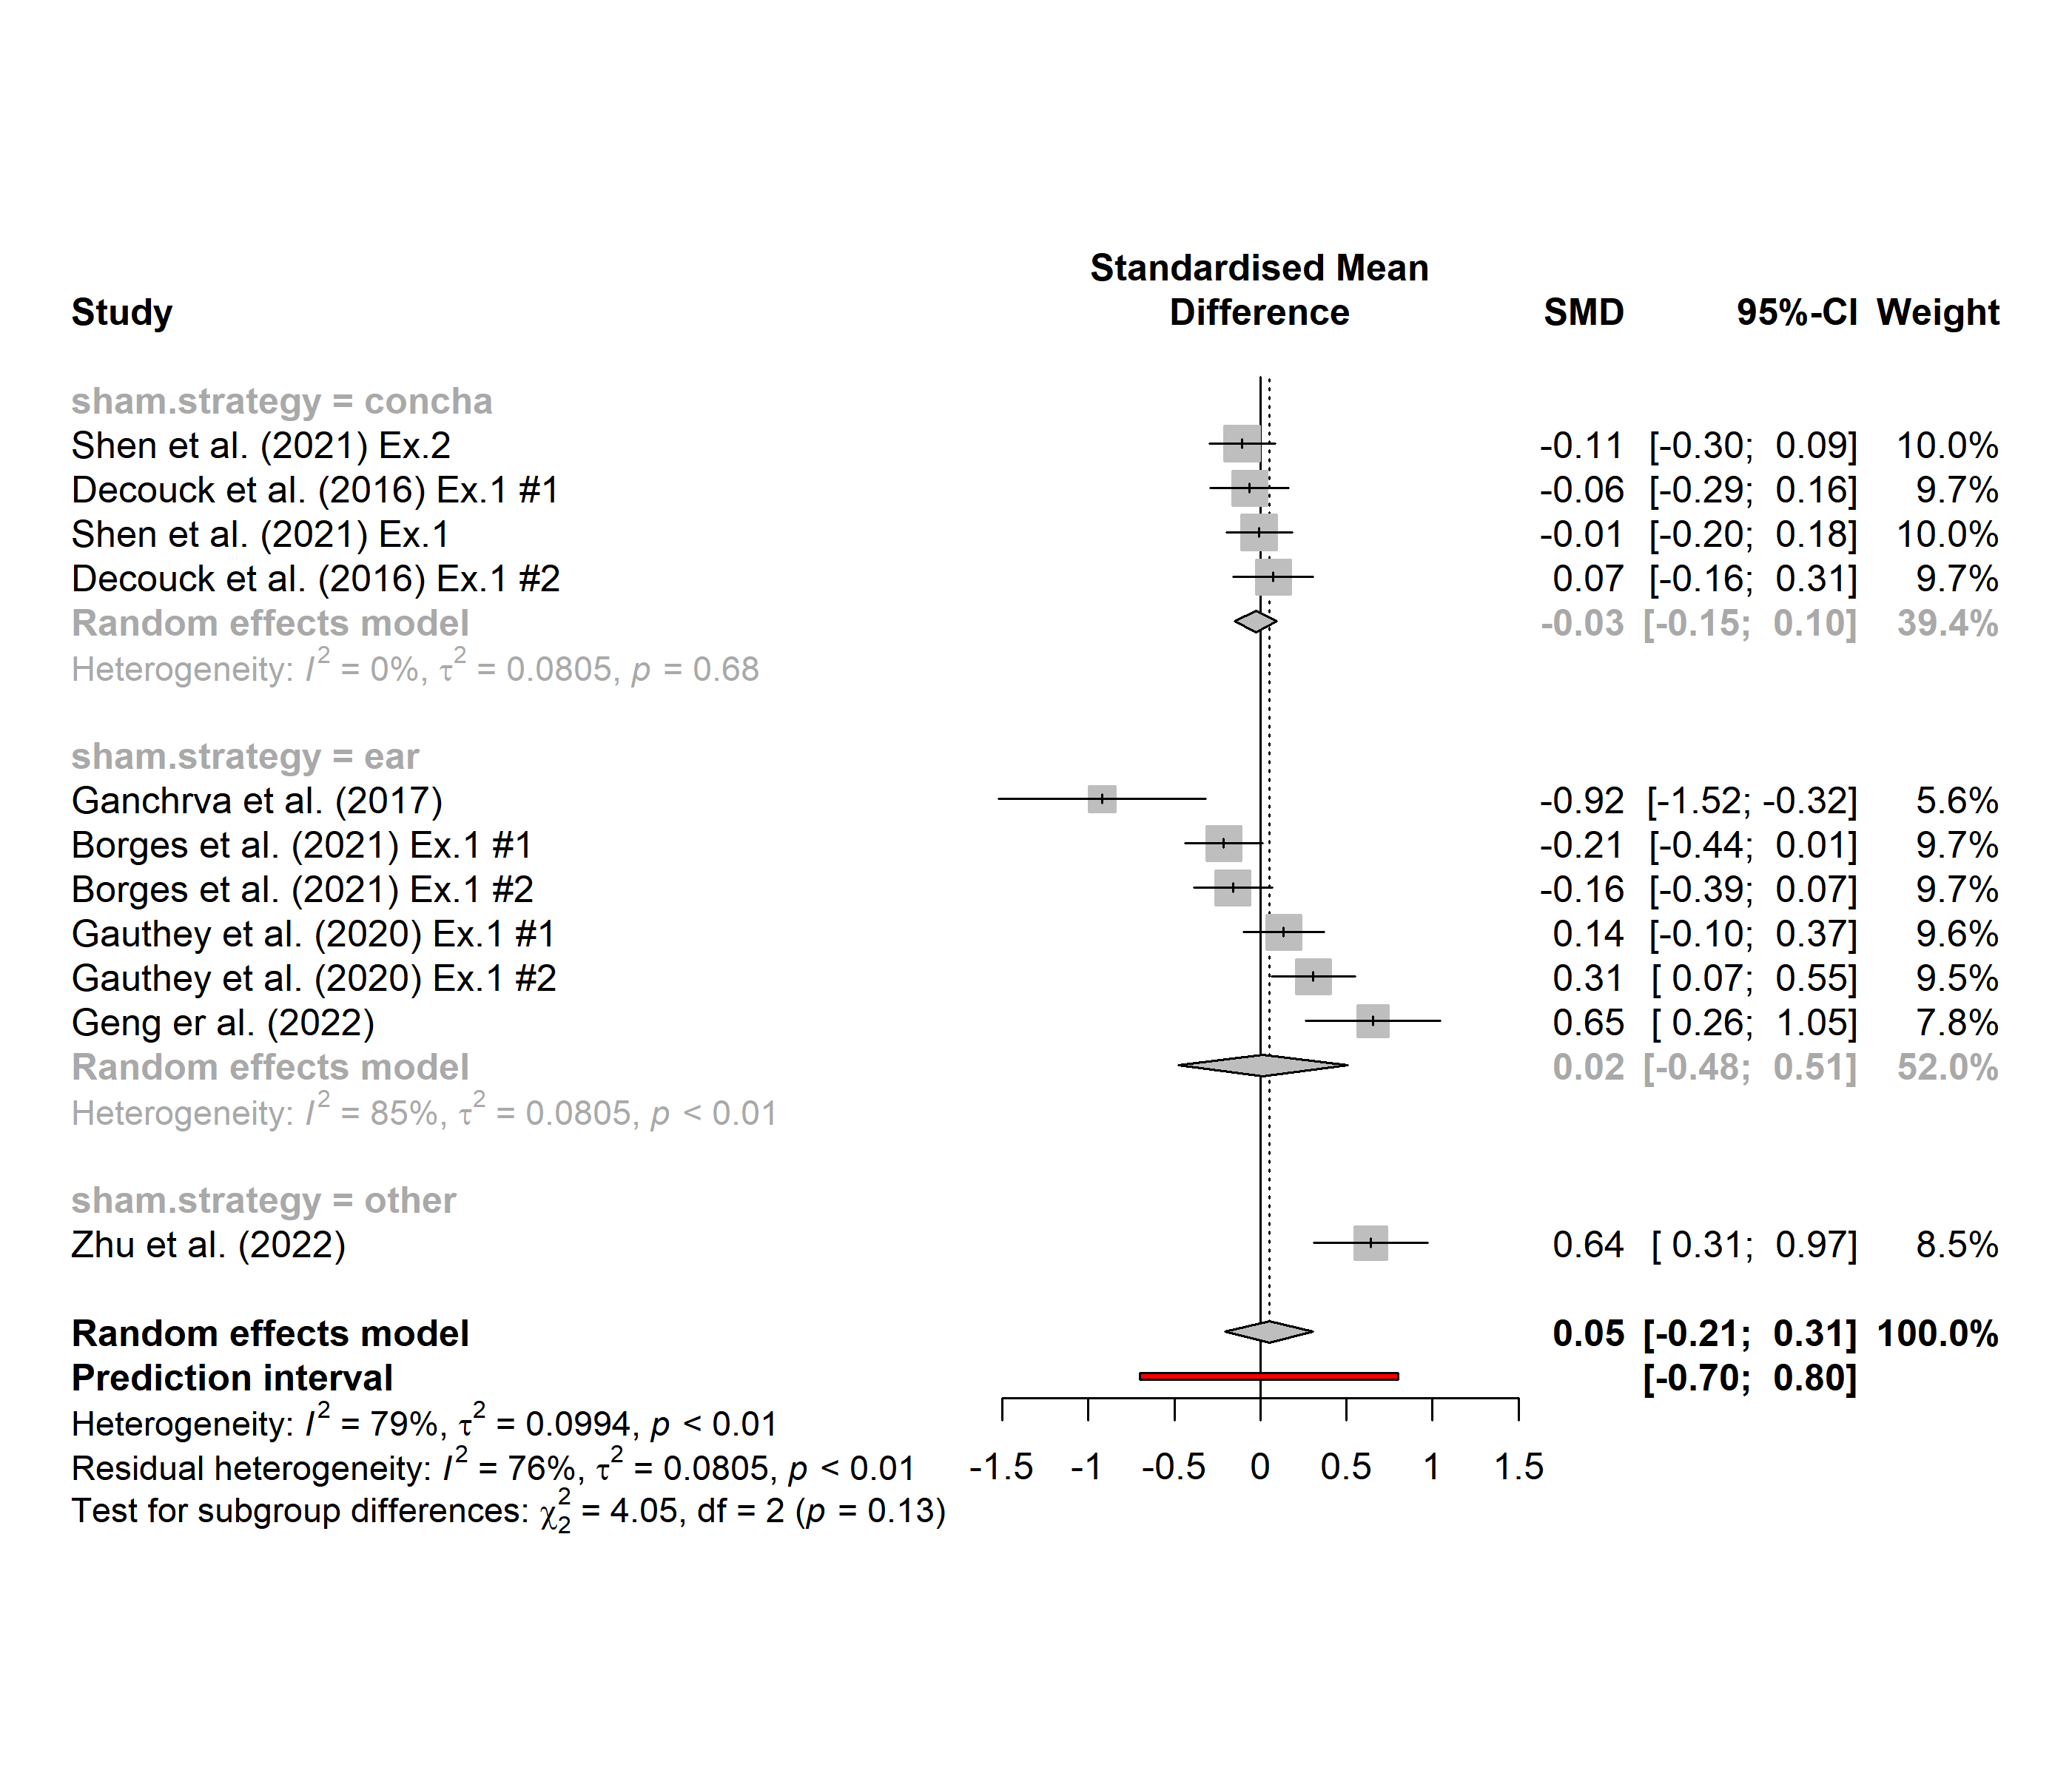 Standardised Mean
Study Difference SMD 95%-CI Weight
sham.strategy = concha
Shen et al. (2021) Ex.2 -0.11 [-0.30; 0.09] 10.0%
Decouck et al. (2016) Ex.1 #1 -0.06 [-0.29; 0.16] 9.7%
Shen et al. (2021) Ex.1 -0.01 [-0.20; 0.18] 10.0%
Decouck et al. (2016) Ex.1 #2 0.07 [-0.16; 0.31] 9.7%
Random effects model -0.03 [-0.15; 0.10] 39.4%
Heterogeneity: I² = 0%, τ² = 0.0805, p = 0.68
sham.strategy = ear
Ganchrva et al. (2017) -0.92 [-1.52; -0.32] 5.6%
Borges et al. (2021) Ex.1 #1 -0.21 [-0.44; 0.01] 9.7%
Borges et al. (2021) Ex.1 #2 -0.16 [-0.39; 0.07] 9.7%
Gauthey et al. (2020) Ex.1 #1 0.14 [-0.10; 0.37] 9.6%
Gauthey et al. (2020) Ex.1 #2 0.31 [ 0.07; 0.55] 9.5%
Geng er al. (2022) 0.65 [ 0.26; 1.05] 7.8%
Random effects model 0.02 [-0.48; 0.51] 52.0%
Heterogeneity: I² = 85%, τ² = 0.0805, p < 0.01
sham.strategy = other
Zhu et al. (2022) 0.64 [ 0.31; 0.97] 8.5%
Random effects model 0.05 [-0.21; 0.31] 100.0%
Prediction interval [-0.70; 0.80]
Heterogeneity: I² = 79%, τ² = 0.0994, p < 0.01
Residual heterogeneity: I² = 76%, τ² = 0.0805, p < 0.01 -1.5 -1 -0.5 0 0.5 1 1.5
Test for subgroup differences: χ²₂ = 4.05, df = 2 (p = 0.13)